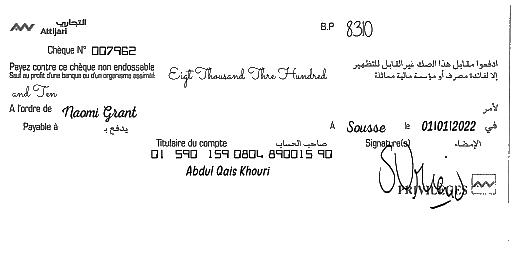 التجاري
Attijari
B.P 8310
Chèque N° 007962
Payez contre ce chèque non endossable
Sauf au profit d'une banque ou d'un organisme assimilé
Eigt Thousand Thre Hundred
ادفعوا مقابل هذا الصك غير القابل للتظهير
إلا لفائدة مصرف أو مؤسسة مالية مماثلة
and Ten
A l'ordre de Naomi Grant لأمر
Payable à يدفع بـ
A Sousse le 01/01/2022 في
Titulaire du compte صاحب الحساب Signature(s) الإمضاء
01 590 159 0804 890015 90
Abdul Qais Khouri
PRIVILEGES